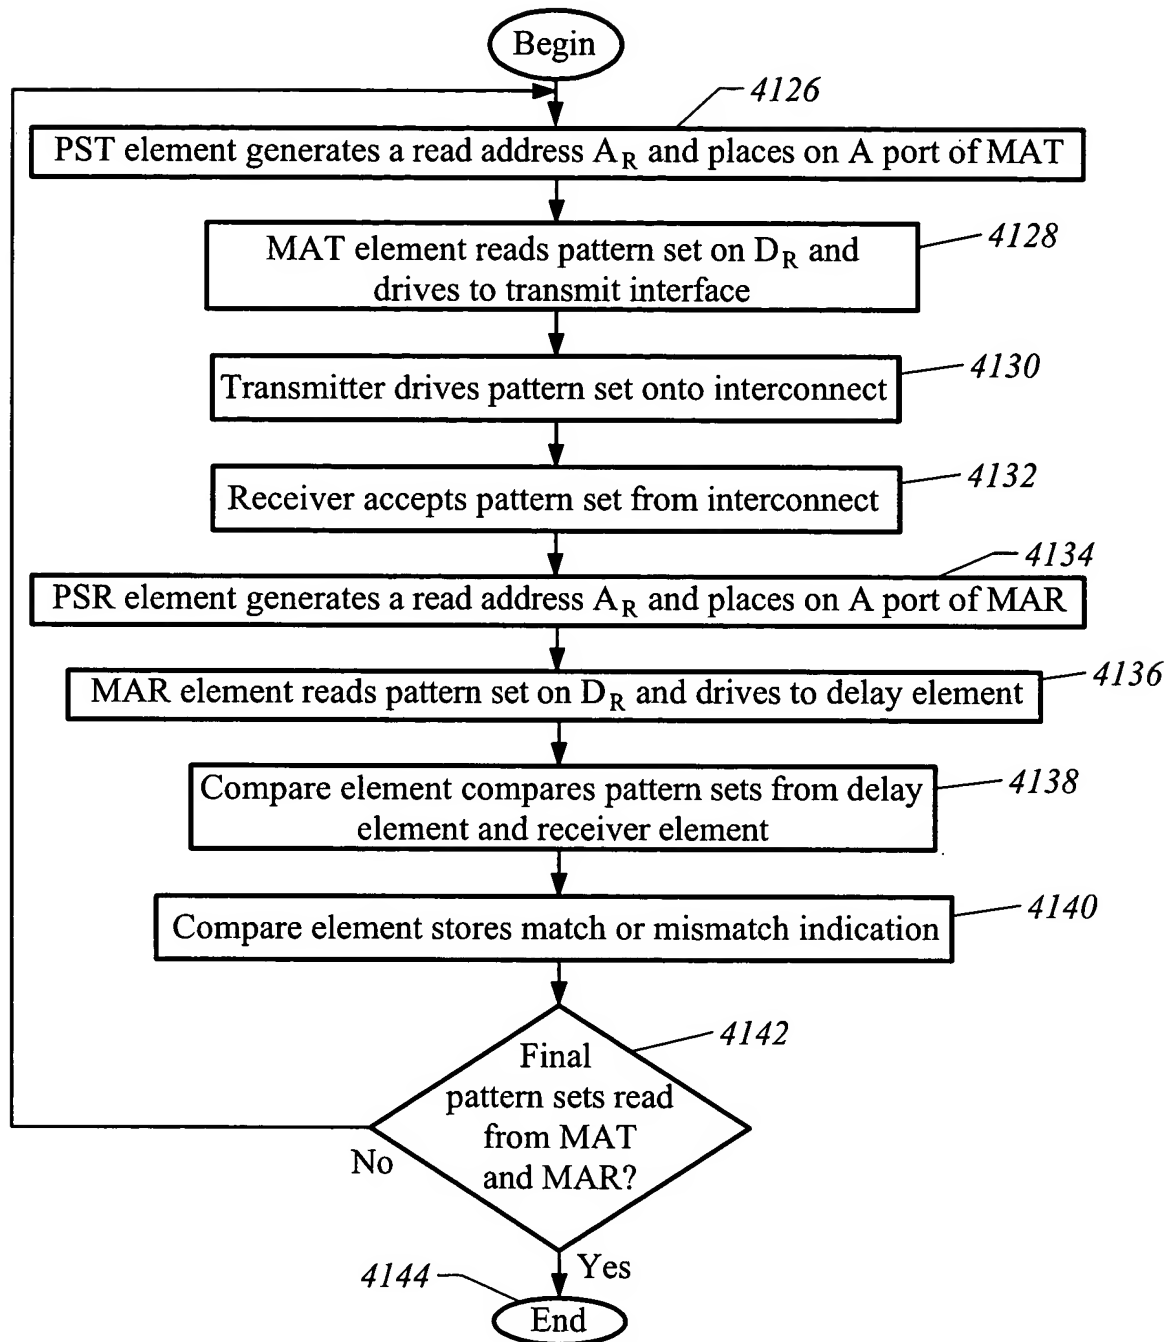 Begin
4126
PST element generates a read address A_R and places on A port of MAT
4128
MAT element reads pattern set on D_R and
drives to transmit interface
4130
Transmitter drives pattern set onto interconnect
4132
Receiver accepts pattern set from interconnect
4134
PSR element generates a read address A_R and places on A port of MAR
4136
MAR element reads pattern set on D_R and drives to delay element
4138
Compare element compares pattern sets from delay
element and receiver element
4140
Compare element stores match or mismatch indication
4142
Final
pattern sets read
from MAT
and MAR?
No
Yes
4144
End